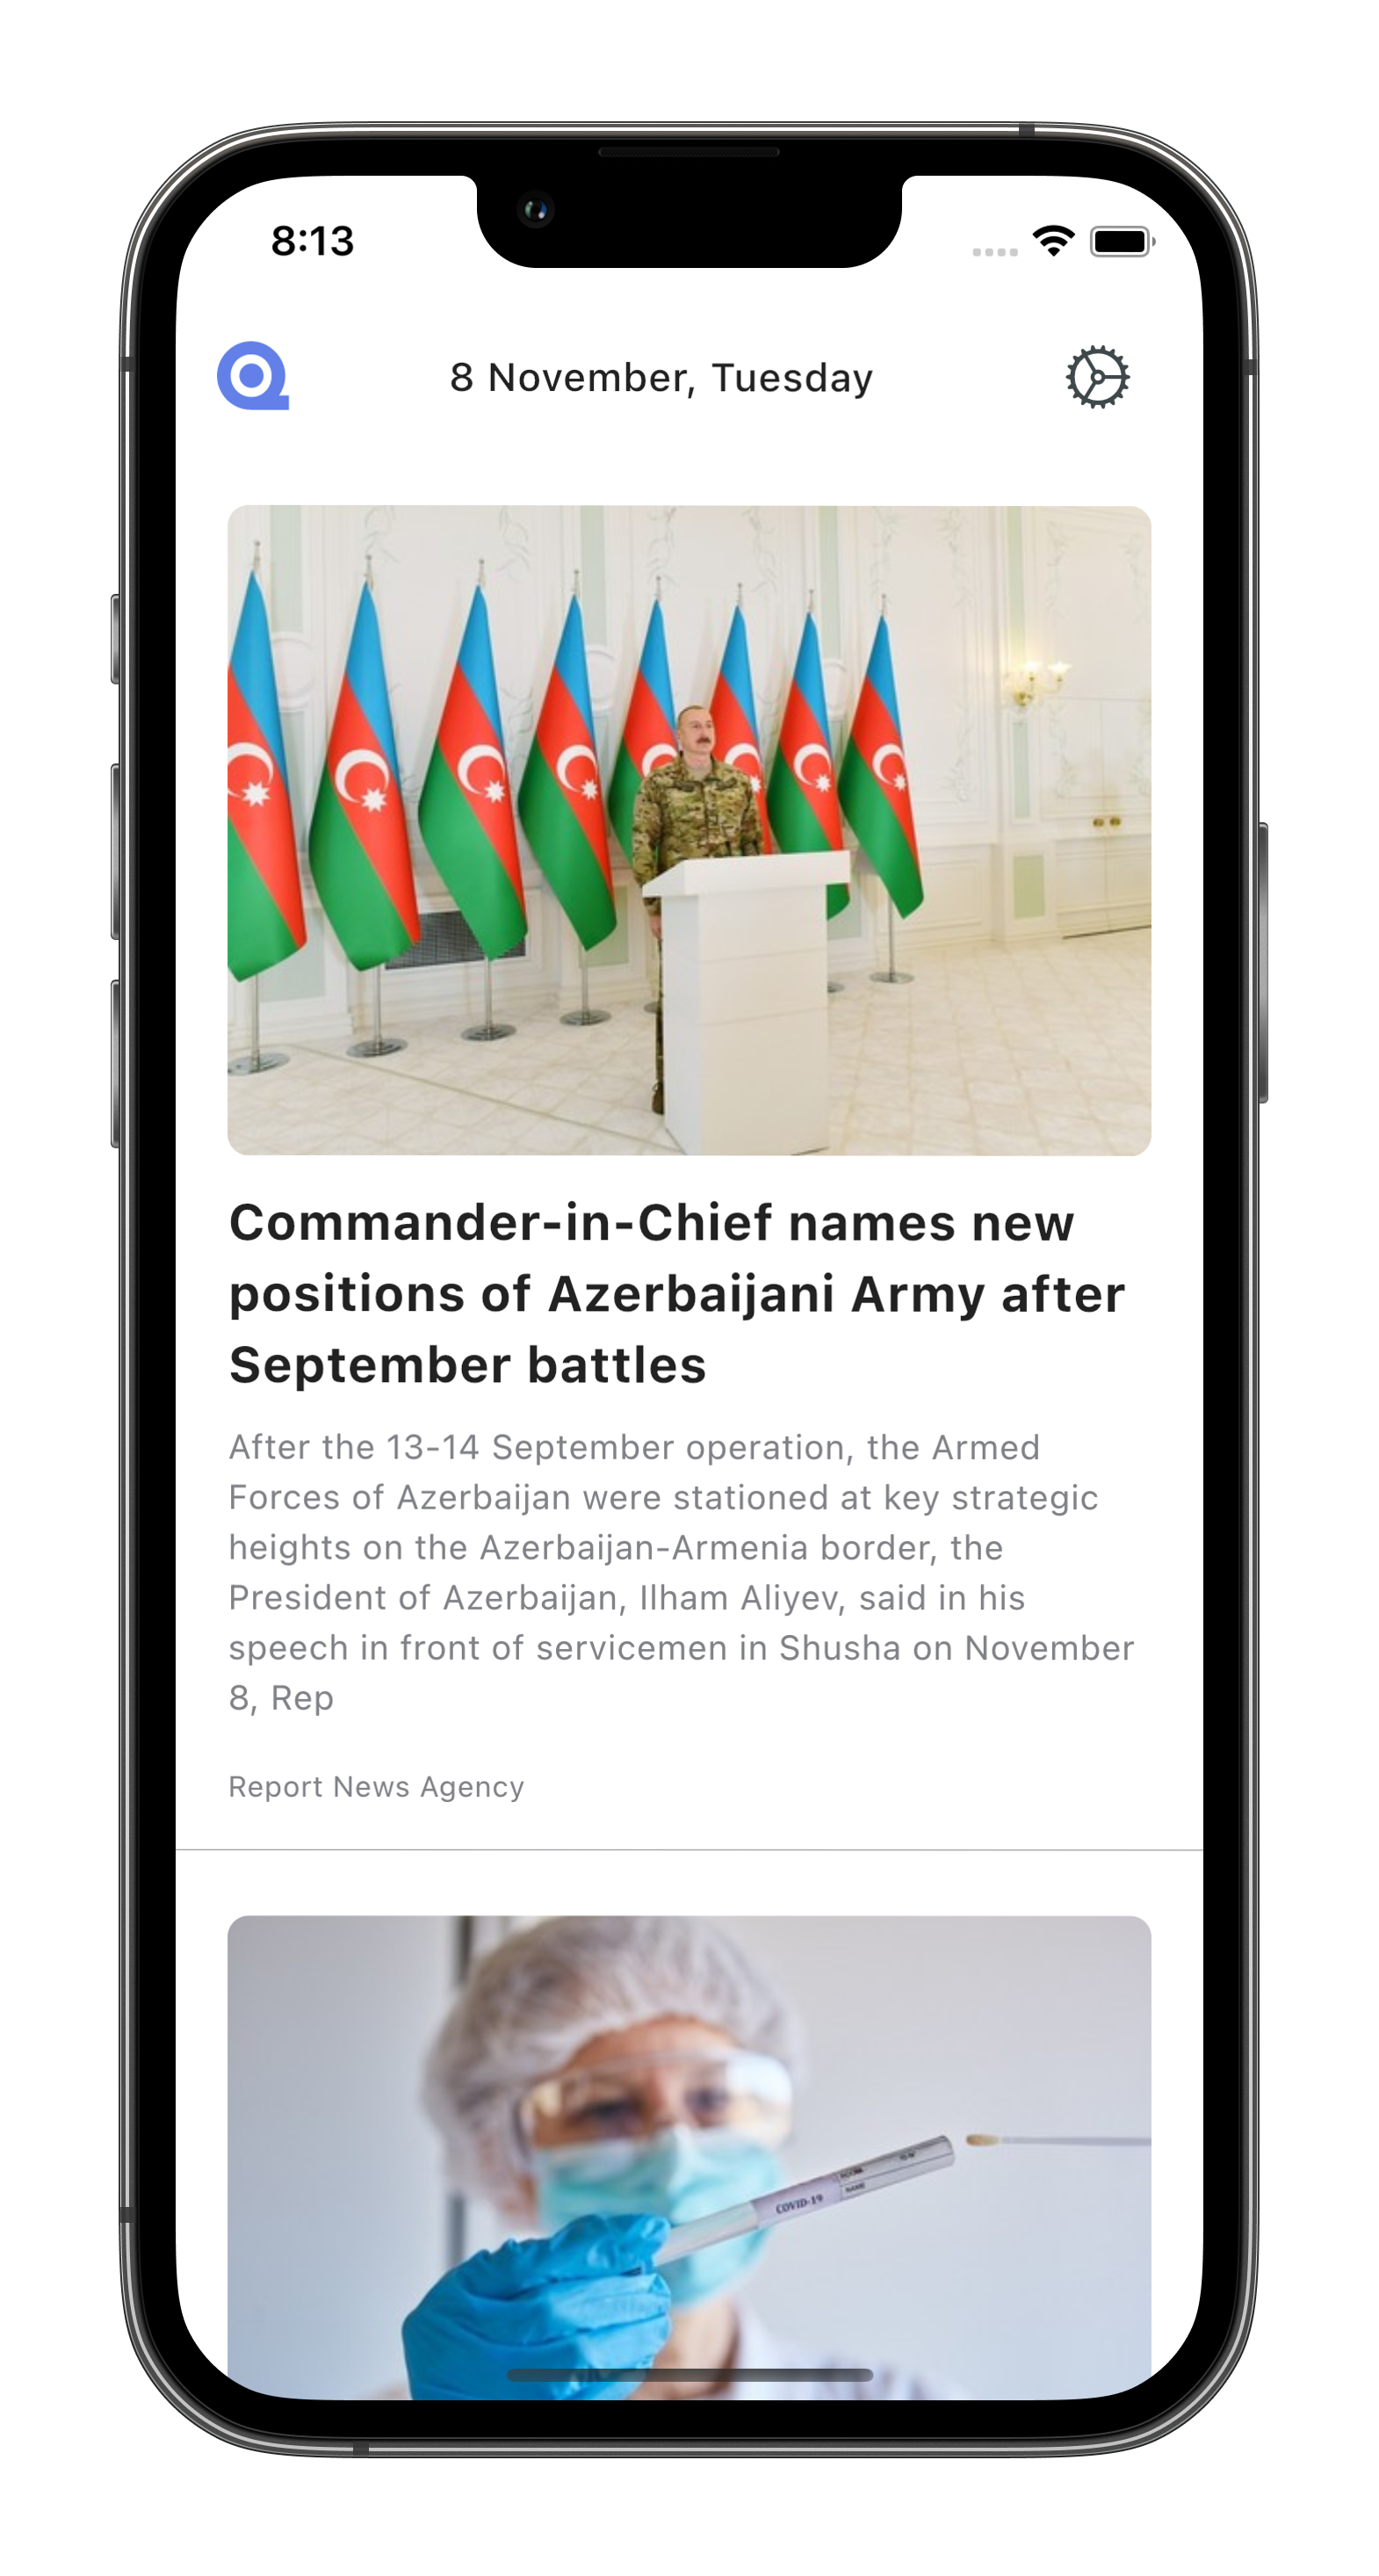 8:13
8 November, Tuesday
Commander-in-Chief names new
positions of Azerbaijani Army after
September battles
After the 13-14 September operation, the Armed
Forces of Azerbaijan were stationed at key strategic
heights on the Azerbaijan-Armenia border, the
President of Azerbaijan, Ilham Aliyev, said in his
speech in front of servicemen in Shusha on November
8, Rep
Report News Agency
COVID-19
NAME